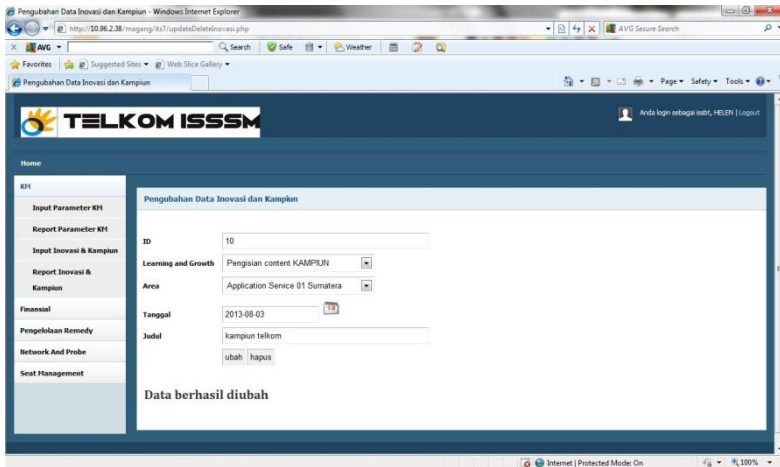 Pengubahan Data Inovasi dan Kampiun - Windows Internet Explorer
http://10.96.2.38/magang/its7/updateDeleteInovasi.php
AVG Secure Search
AVG Search Safe Weather
Favorites Suggested Sites Web Slice Gallery
Pengubahan Data Inovasi dan Kampiun
Page Safety Tools
TELKOM ISSSM
Anda login sebagai issbt, HELEN | Logout
Home
KM
Input Parameter KM
Report Parameter KM
Input Inovasi & Kampiun
Report Inovasi &
Kampiun
Finansial
Pengelolaan Remedy
Network And Probe
Seat Management
Pengubahan Data Inovasi dan Kampiun
ID 10
Learning and Growth Pengisian content KAMPIUN
Area Application Service 01 Sumatera
Tanggal 2013-08-03
Judul kampiun telkom
ubah hapus
Data berhasil diubah
Internet | Protected Mode: On
100%